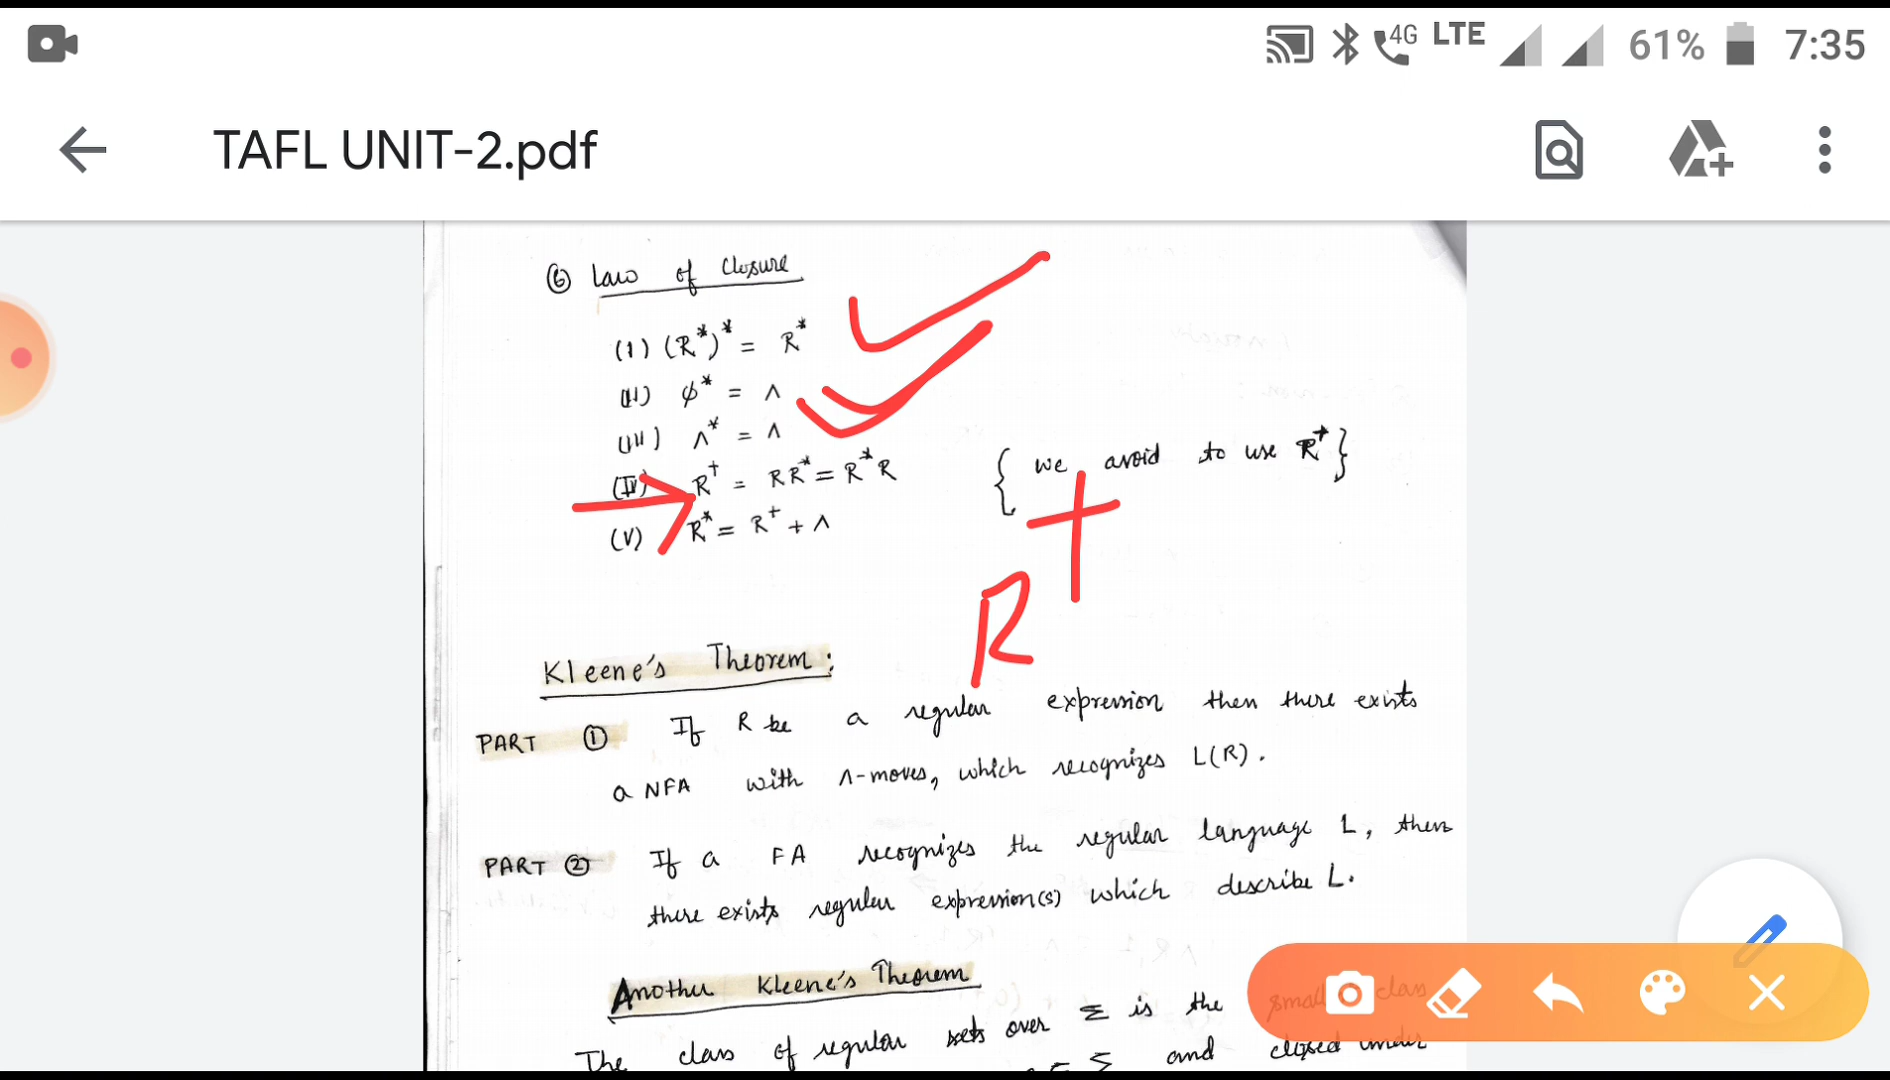 4G LTE 61% 7:35
TAFL UNIT-2.pdf
⑥ Law of Closure
(I) (R*)* = R*
(II) φ* = Λ
(III) Λ* = Λ
(IV) R⁺ = RR* = R*R { we avoid to use R⁺ }
(V) R* = R⁺ + Λ
R⁺
Kleene's Theorem:
PART ① If R be a regular expression then there exists
a NFA with Λ-moves, which recognizes L(R).
PART ② If a FA recognizes the regular language L, then
there exists regular expression(s) which describe L.
Another Kleene's Theorem
The class of regular sets over Σ is the small class
Σ and closed under